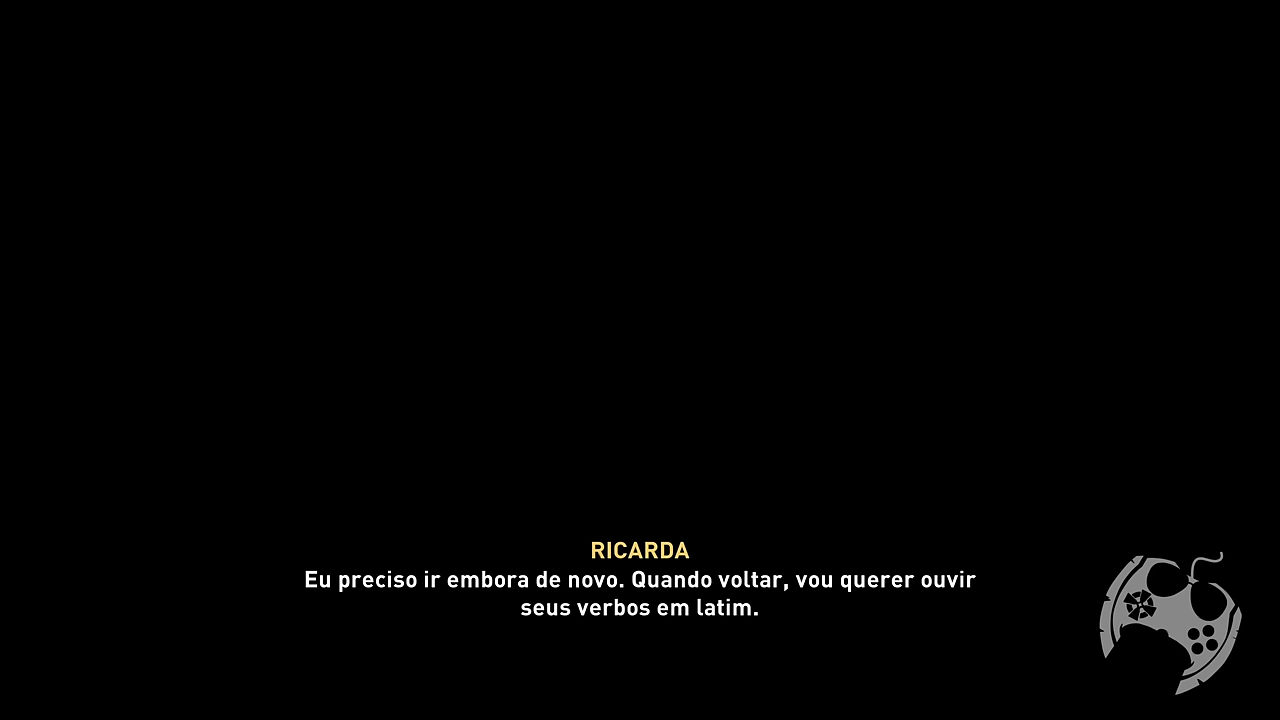 RICARDA
Eu preciso ir embora de novo. Quando voltar, vou querer ouvir
seus verbos em latim.